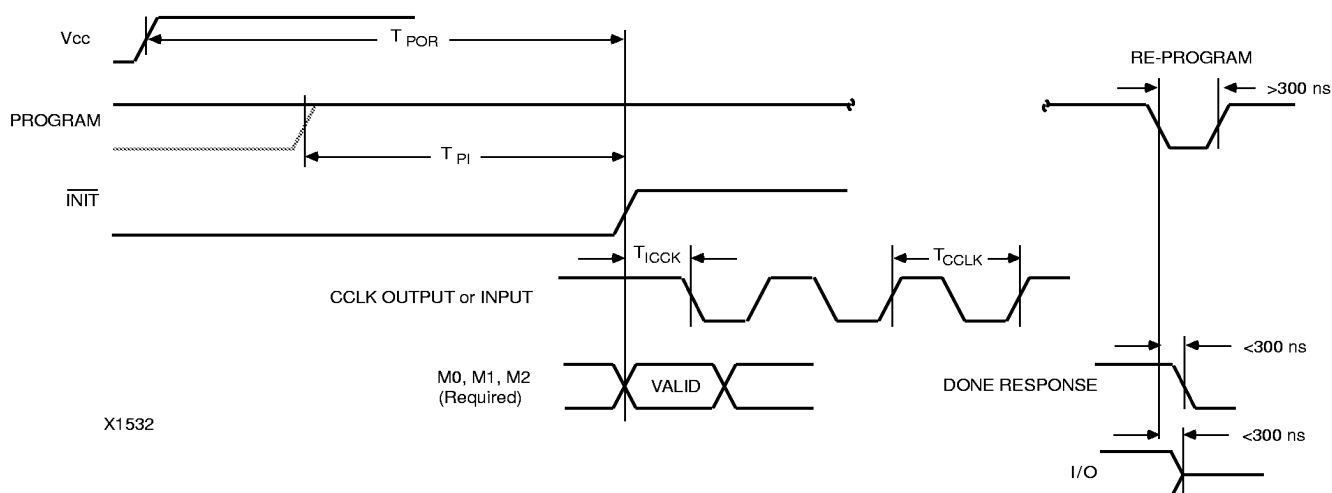 Vcc
T POR
RE-PROGRAM
>300 ns
PROGRAM
T PI
INIT
T ICCK
T CCLK
CCLK OUTPUT or INPUT
<300 ns
M0, M1, M2
(Required)
VALID
DONE RESPONSE
X1532
<300 ns
I/O